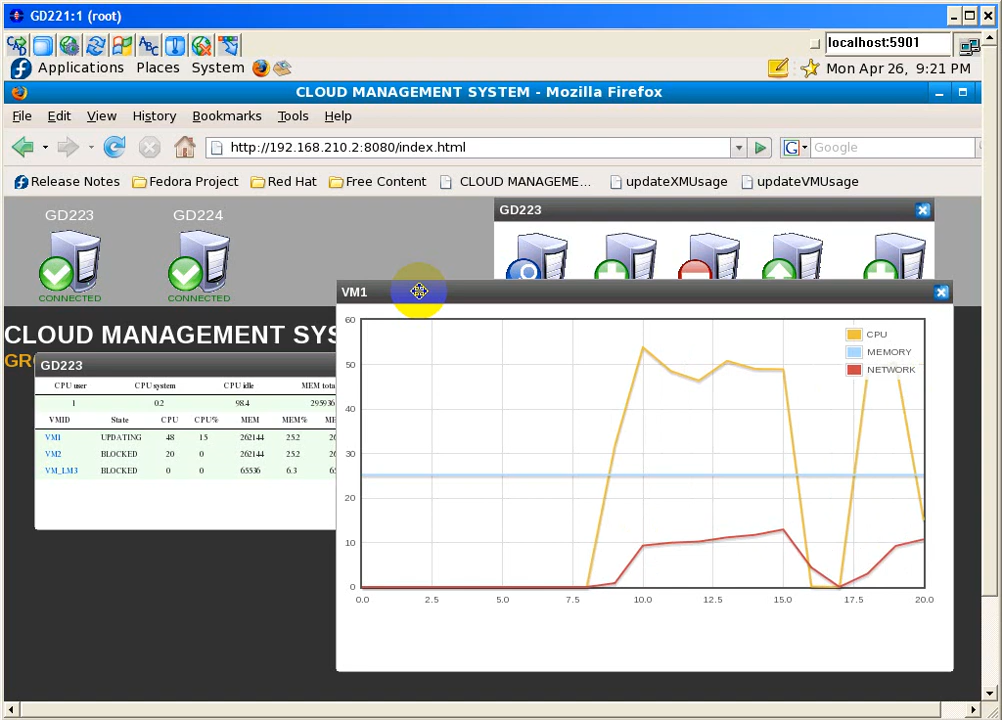 GD221:1 (root)
localhost:5901
Applications Places System Mon Apr 26, 9:21 PM
CLOUD MANAGEMENT SYSTEM - Mozilla Firefox
File Edit View History Bookmarks Tools Help
http://192.168.210.2:8080/index.html Google
Release Notes Fedora Project Red Hat Free Content CLOUD MANAGEME... updateXMUsage updateVMUsage
GD223 GD224
CONNECTED CONNECTED
GD223
CLOUD MANAGEMENT SYS
GR
GD223
CPU user CPU system CPU idle MEM tota
1 0.2 98.4 295936
VMID State CPU CPU% MEM MEM%
VM1 UPDATING 48 15 262144 25.2
VM2 BLOCKED 20 0 262144 25.2
VM_LM3 BLOCKED 0 0 65536 6.3
VM1
60
50
40
30
20
10
0
0.0 2.5 5.0 7.5 10.0 12.5 15.0 17.5 20.0
CPU
MEMORY
NETWORK